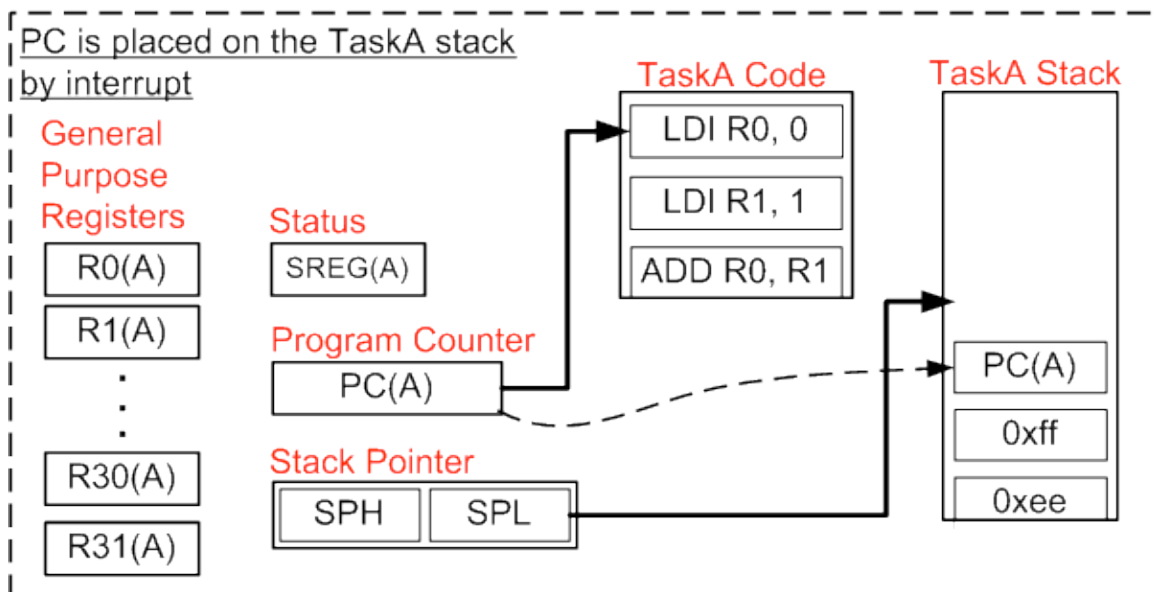 PC is placed on the TaskA stack
by interrupt
General
Purpose
Registers
R0(A)
R1(A)
R30(A)
R31(A)
Status
SREG(A)
Program Counter
PC(A)
Stack Pointer
SPH SPL
TaskA Code
LDI R0, 0
LDI R1, 1
ADD R0, R1
TaskA Stack
PC(A)
0xff
0xee